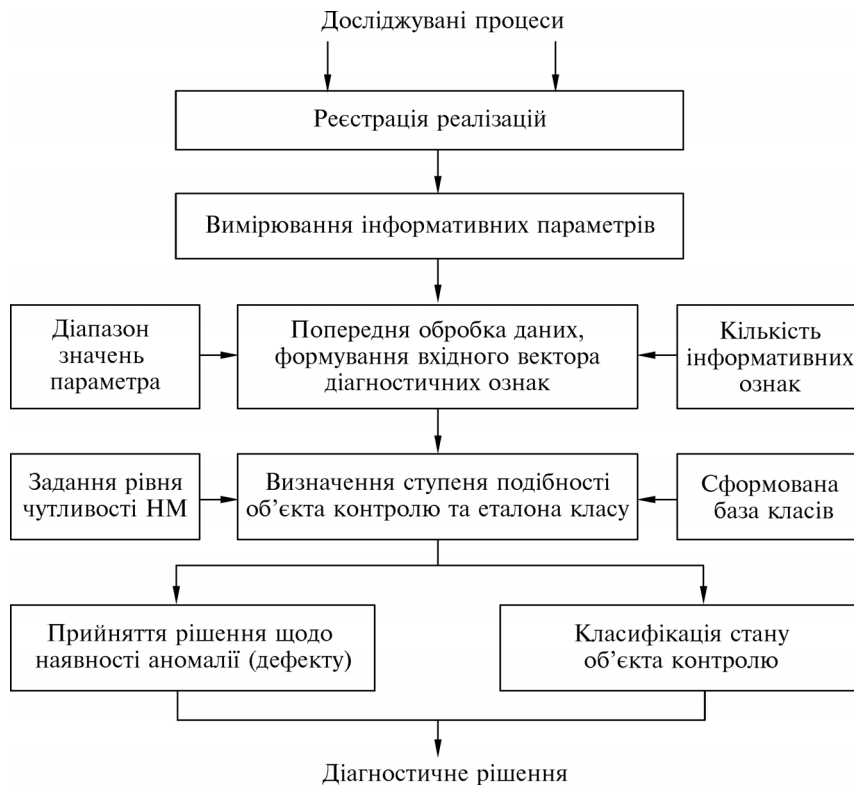 Досліджувані процеси
Реєстрація реалізацій
Вимірювання інформативних параметрів
Діапазон
значень
параметра
Попередня обробка даних,
формування вхідного вектора
діагностичних ознак
Кількість
інформативних
ознак
Задання рівня
чутливості НМ
Визначення ступеня подібності
об’єкта контролю та еталона класу
Сформована
база класів
Прийняття рішення щодо
наявності аномалії (дефекту)
Класифікація стану
об’єкта контролю
Діагностичне рішення